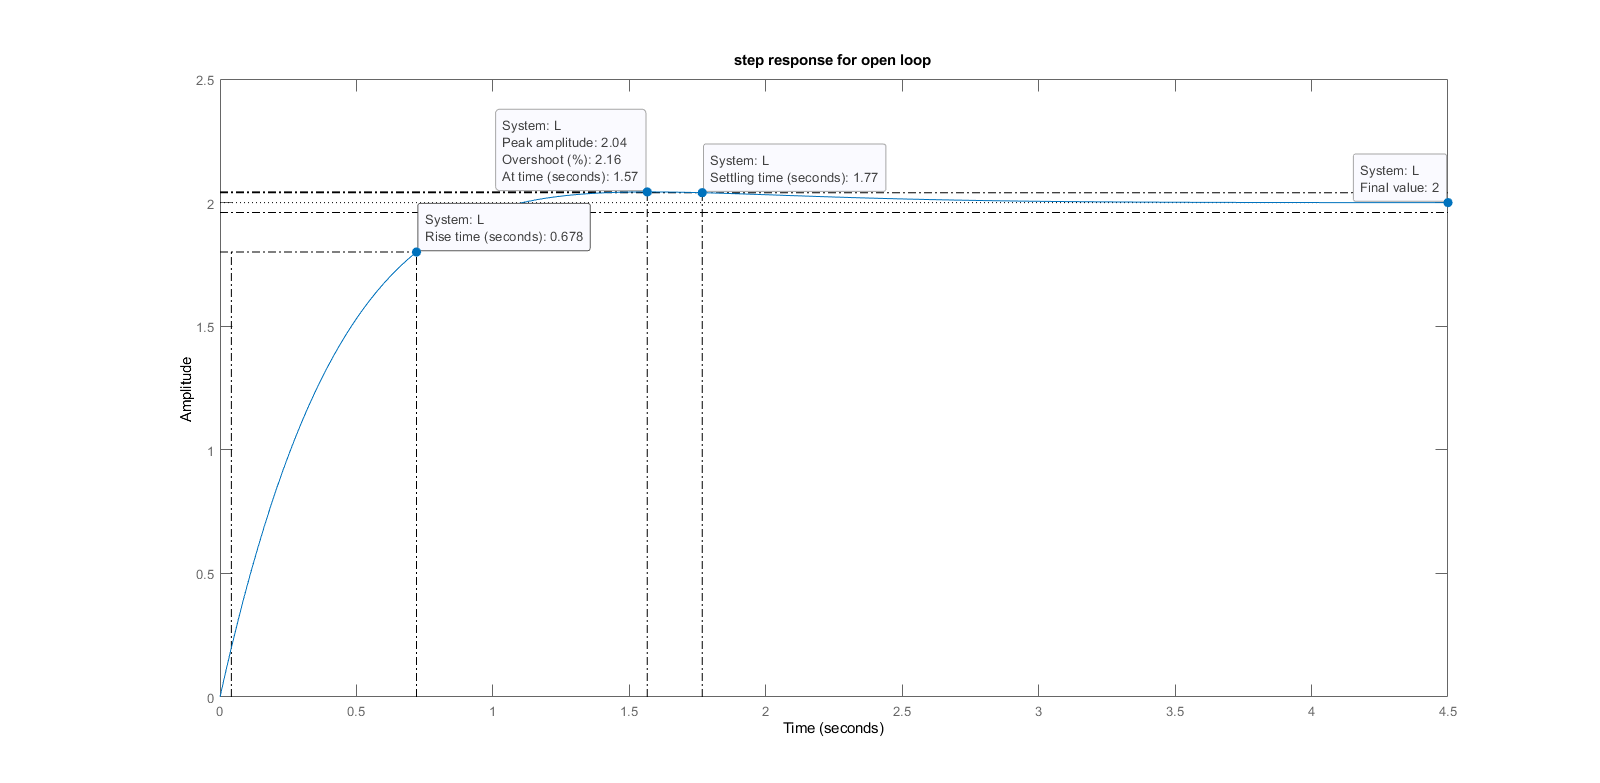 step response for open loop
2.5
System: L
Peak amplitude: 2.04
Overshoot (%): 2.16
At time (seconds): 1.57
System: L
Settling time (seconds): 1.77
System: L
Final value: 2
2
System: L
Rise time (seconds): 0.678
1.5
Amplitude
1
0.5
0
0 0.5 1 1.5 2 2.5 3 3.5 4 4.5
Time (seconds)